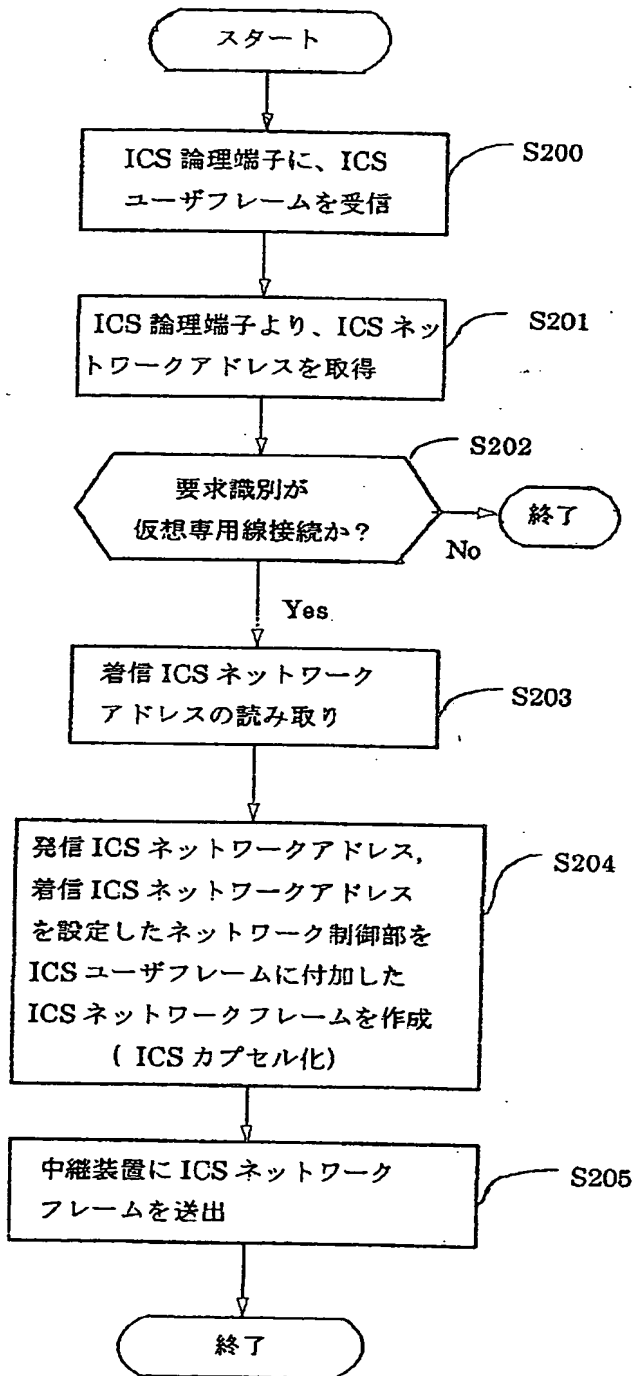 スタート
ICS 論理端子に、ICS
ユーザフレームを受信
S200
ICS 論理端子より、ICS ネッ
トワークアドレスを取得
S201
S202
要求識別が
仮想専用線接続か？
終了
No
Yes
着信 ICS ネットワーク
アドレスの読み取り
S203
発信 ICS ネットワークアドレス，
着信 ICS ネットワークアドレス
を設定したネットワーク制御部を
ICS ユーザフレームに付加した
ICS ネットワークフレームを作成
( ICS カプセル化)
S204
中継装置に ICS ネットワーク
フレームを送出
S205
終了